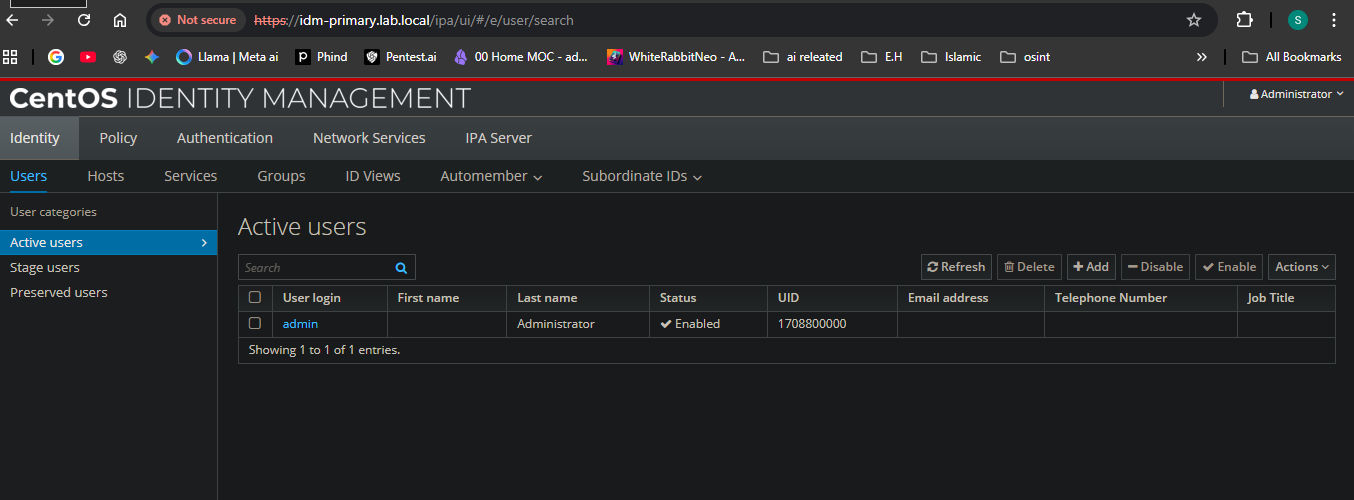 Not secure https://idm-primary.lab.local/ipa/ui/#/e/user/search S
Llama | Meta ai Phind Pentest.ai 00 Home MOC - ad... WhiteRabbitNeo - A... ai releated E.H Islamic osint » All Bookmarks
CentOS IDENTITY MANAGEMENT Administrator
Identity Policy Authentication Network Services IPA Server
Users Hosts Services Groups ID Views Automember Subordinate IDs
User categories
Active users
Stage users
Preserved users
Active users
Search Refresh Delete Add Disable Enable Actions
User login First name Last name Status UID Email address Telephone Number Job Title
admin Administrator Enabled 1708800000
Showing 1 to 1 of 1 entries.